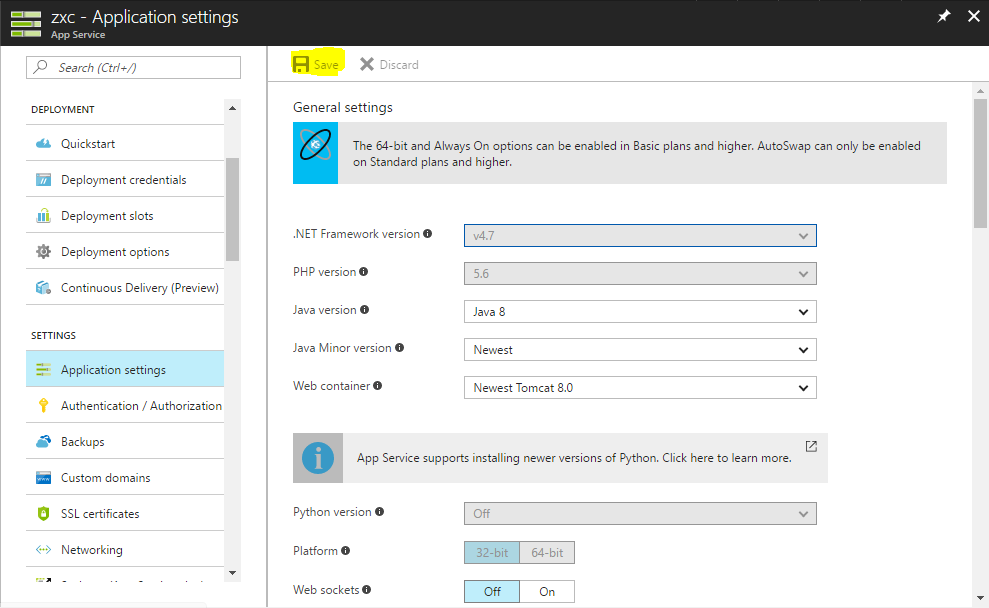 zxc - Application settings
App Service
Search (Ctrl+/)
DEPLOYMENT
Quickstart
Deployment credentials
Deployment slots
Deployment options
Continuous Delivery (Preview)
SETTINGS
Application settings
Authentication / Authorization
Backups
Custom domains
SSL certificates
Networking
Save
Discard
General settings
The 64-bit and Always On options can be enabled in Basic plans and higher. AutoSwap can only be enabled
on Standard plans and higher.
.NET Framework version
v4.7
PHP version
5.6
Java version
Java 8
Java Minor version
Newest
Web container
Newest Tomcat 8.0
App Service supports installing newer versions of Python. Click here to learn more.
Python version
Off
Platform
32-bit 64-bit
Web sockets
Off On